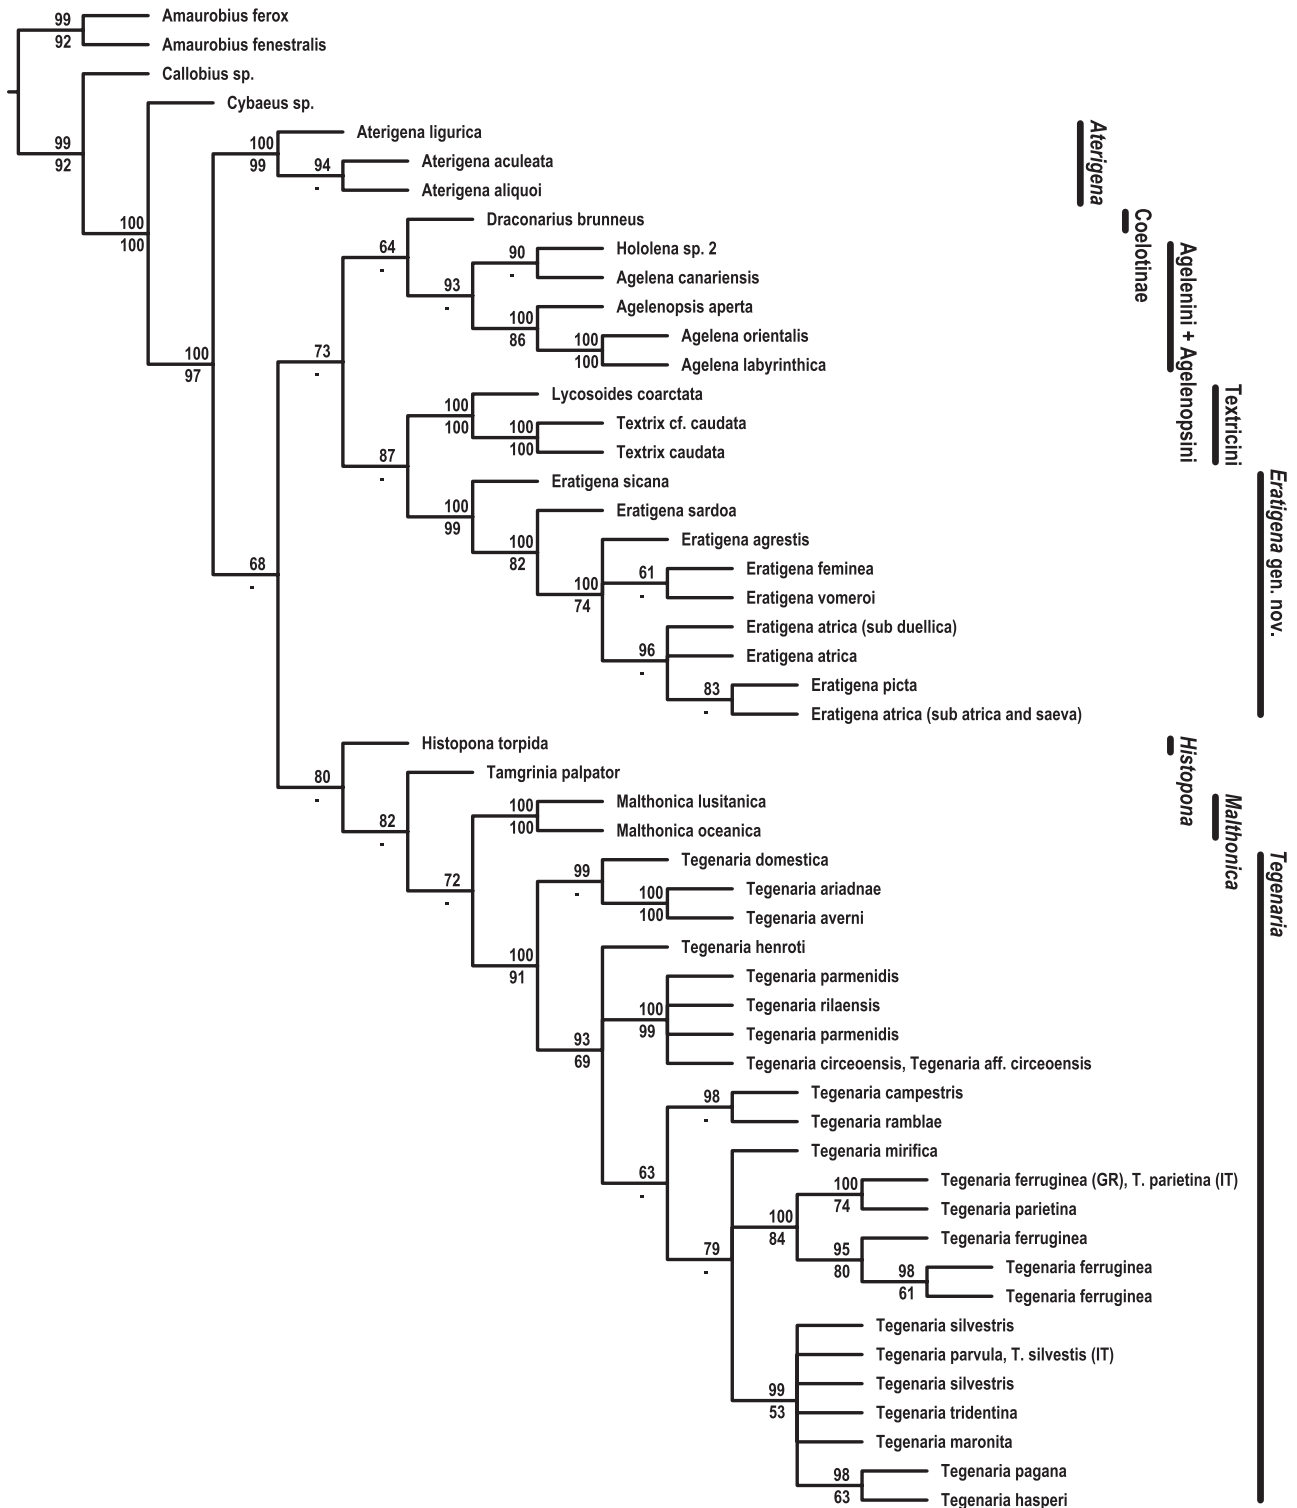 99
92
Amaurobius ferox
Amaurobius fenestralis
99
92
Callobius sp.
100
100
Cybaeus sp.
100
97
100
99
Aterigena ligurica
94
-
Aterigena aculeata
Aterigena aliquoi
68
-
73
-
64
-
Draconarius brunneus
93
-
90
-
Hololena sp. 2
Agelena canariensis
100
86
Agelenopsis aperta
100
100
Agelena orientalis
Agelena labyrinthica
87
-
100
100
Lycosoides coarctata
100
100
Textrix cf. caudata
Textrix caudata
100
99
Eratigena sicana
100
82
Eratigena sardoa
100
74
Eratigena agrestis
61
-
Eratigena feminea
Eratigena vomeroi
96
-
Eratigena atrica (sub duellica)
Eratigena atrica
83
-
Eratigena picta
Eratigena atrica (sub atrica and saeva)
80
-
Histopona torpida
82
-
Tamgrinia palpator
72
-
100
100
Malthonica lusitanica
Malthonica oceanica
100
91
99
-
Tegenaria domestica
100
100
Tegenaria ariadnae
Tegenaria averni
93
69
Tegenaria henroti
100
99
Tegenaria parmenidis
Tegenaria rilaensis
Tegenaria parmenidis
Tegenaria circeoensis, Tegenaria aff. circeoensis
63
-
98
-
Tegenaria campestris
Tegenaria ramblae
79
-
Tegenaria mirifica
100
84
100
74
Tegenaria ferruginea (GR), T. parietina (IT)
Tegenaria parietina
95
80
Tegenaria ferruginea
98
61
Tegenaria ferruginea
Tegenaria ferruginea
99
53
Tegenaria silvestris
Tegenaria parvula, T. silvestis (IT)
Tegenaria silvestris
Tegenaria tridentina
Tegenaria maronita
98
63
Tegenaria pagana
Tegenaria hasperi
Aterigena
Coelotinae
Agelenini + Agelenopsini
Textricini
Eratigena gen. nov.
Histopona
Malthonica
Tegenaria